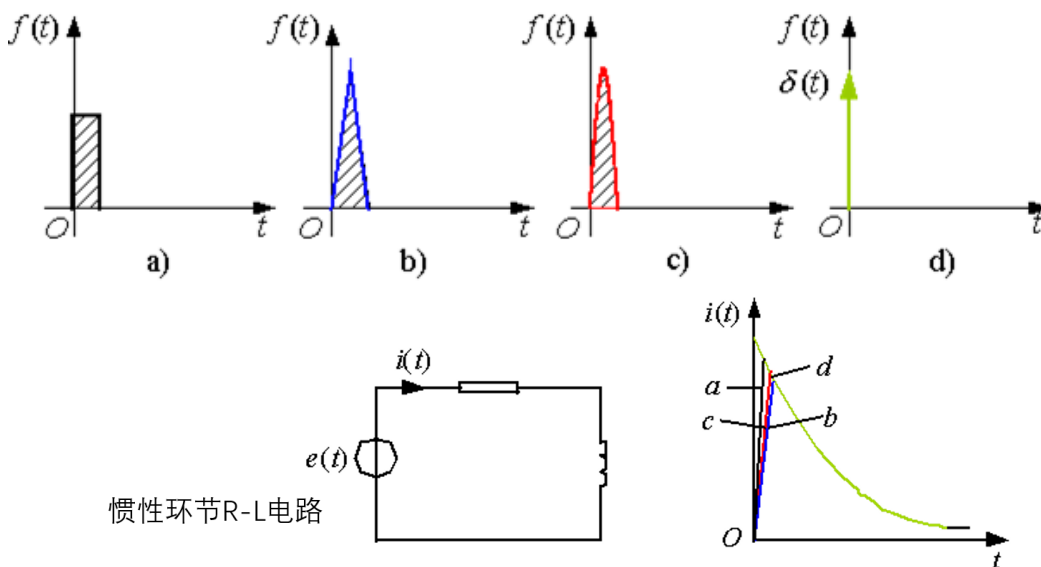 f(t) f(t) f(t) f(t)
δ(t)
O t O t O t O t
a) b) c) d)
i(t)
i(t)
d
a
c b
e(t)
惯性环节R-L电路
O t